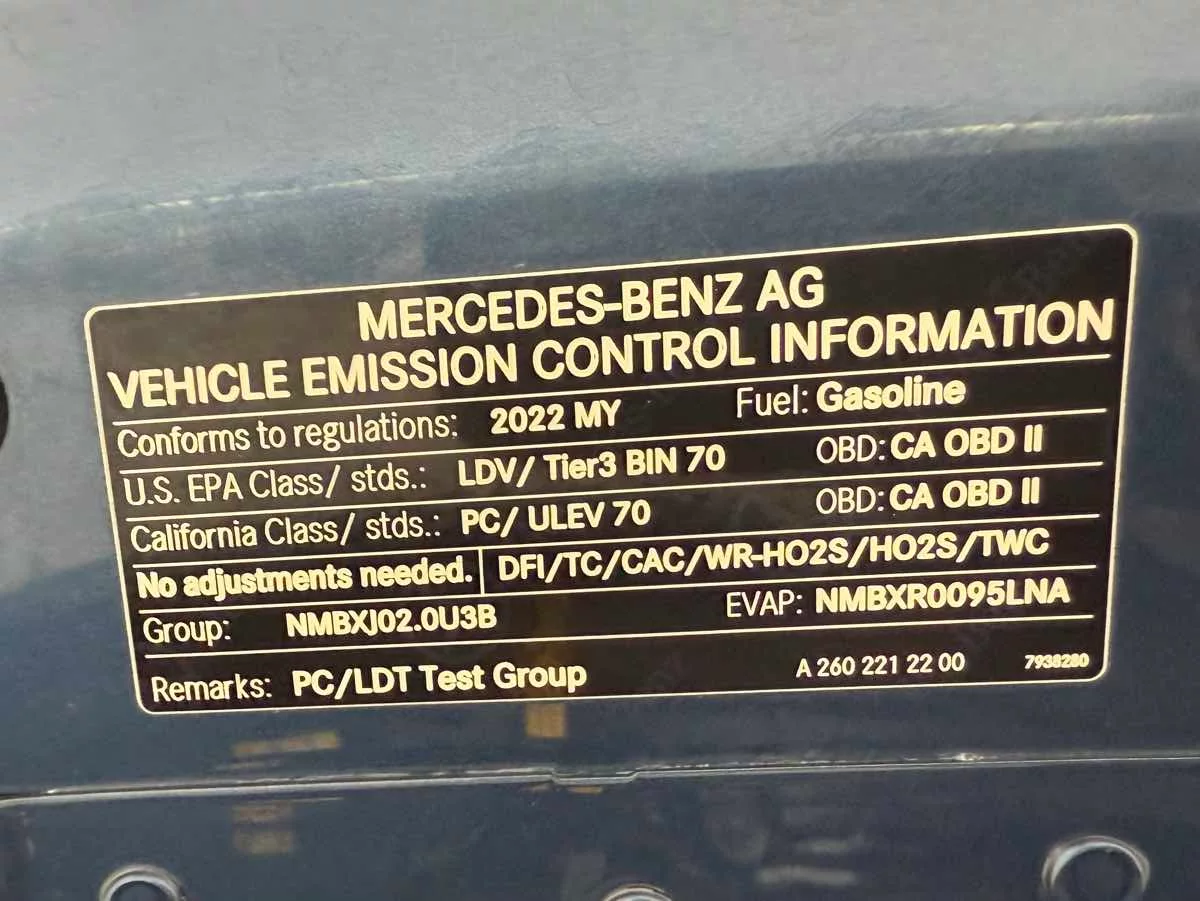 MERCEDES-BENZ AG
VEHICLE EMISSION CONTROL INFORMATION
Conforms to regulations: 2022 MY Fuel: Gasoline
U.S. EPA Class/ stds.: LDV/ Tier3 BIN 70 OBD: CA OBD II
California Class/ stds.: PC/ ULEV 70 OBD: CA OBD II
No adjustments needed. DFI/TC/CAC/WR-HO2S/HO2S/TWC
Group: NMBXJ02.0U3B EVAP: NMBXR0095LNA
Remarks: PC/LDT Test Group A 260 221 22 00 7938280